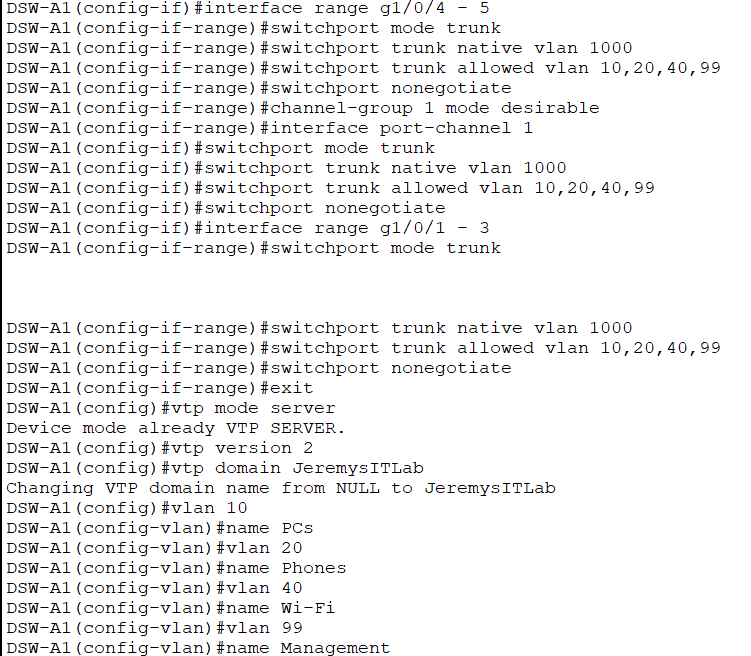 DSW-A1(config-if)#interface range g1/0/4 - 5
DSW-A1(config-if-range)#switchport mode trunk
DSW-A1(config-if-range)#switchport trunk native vlan 1000
DSW-A1(config-if-range)#switchport trunk allowed vlan 10,20,40,99
DSW-A1(config-if-range)#switchport nonegotiate
DSW-A1(config-if-range)#channel-group 1 mode desirable
DSW-A1(config-if-range)#interface port-channel 1
DSW-A1(config-if)#switchport mode trunk
DSW-A1(config-if)#switchport trunk native vlan 1000
DSW-A1(config-if)#switchport trunk allowed vlan 10,20,40,99
DSW-A1(config-if)#switchport nonegotiate
DSW-A1(config-if)#interface range g1/0/1 - 3
DSW-A1(config-if-range)#switchport mode trunk
DSW-A1(config-if-range)#switchport trunk native vlan 1000
DSW-A1(config-if-range)#switchport trunk allowed vlan 10,20,40,99
DSW-A1(config-if-range)#switchport nonegotiate
DSW-A1(config-if-range)#exit
DSW-A1(config)#vtp mode server
Device mode already VTP SERVER.
DSW-A1(config)#vtp version 2
DSW-A1(config)#vtp domain JeremysITLab
Changing VTP domain name from NULL to JeremysITLab
DSW-A1(config)#vlan 10
DSW-A1(config-vlan)#name PCs
DSW-A1(config-vlan)#vlan 20
DSW-A1(config-vlan)#name Phones
DSW-A1(config-vlan)#vlan 40
DSW-A1(config-vlan)#name Wi-Fi
DSW-A1(config-vlan)#vlan 99
DSW-A1(config-vlan)#name Management